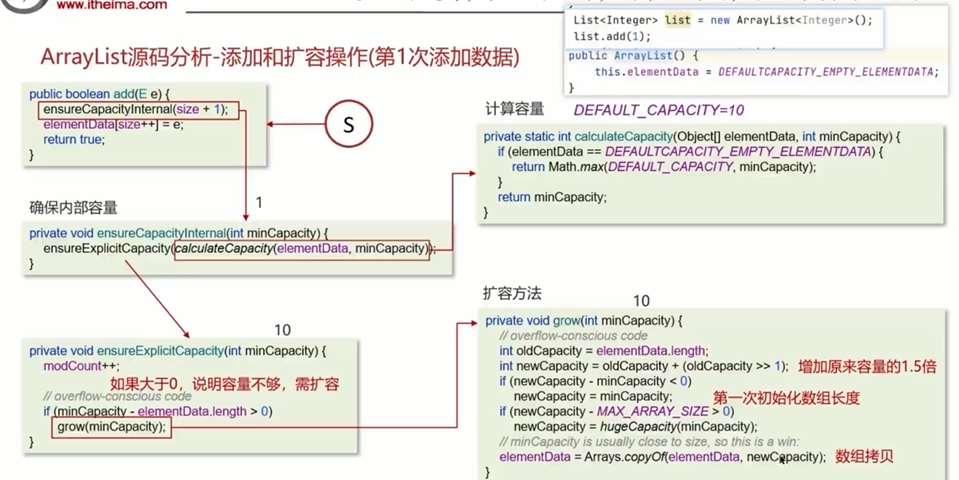 www.itheima.com
List<Integer> list = new ArrayList<Integer>();
list.add(1);
public ArrayList() {
this.elementData = DEFAULTCAPACITY_EMPTY_ELEMENTDATA;
}
ArrayList源码分析-添加和扩容操作(第1次添加数据)
public boolean add(E e) {
ensureCapacityInternal(size + 1);
elementData[size++] = e;
return true;
}
S
计算容量
DEFAULT_CAPACITY=10
private static int calculateCapacity(Object[] elementData, int minCapacity) {
if (elementData == DEFAULTCAPACITY_EMPTY_ELEMENTDATA) {
return Math.max(DEFAULT_CAPACITY, minCapacity);
}
return minCapacity;
}
确保内部容量
1
private void ensureCapacityInternal(int minCapacity) {
ensureExplicitCapacity(calculateCapacity(elementData, minCapacity));
}
10
private void ensureExplicitCapacity(int minCapacity) {
modCount++;
如果大于0，说明容量不够，需扩容
// overflow-conscious code
if (minCapacity - elementData.length > 0)
grow(minCapacity);
}
扩容方法
10
private void grow(int minCapacity) {
// overflow-conscious code
int oldCapacity = elementData.length;
int newCapacity = oldCapacity + (oldCapacity >> 1); 增加原来容量的1.5倍
if (newCapacity - minCapacity < 0)
newCapacity = minCapacity; 第一次初始化数组长度
if (newCapacity - MAX_ARRAY_SIZE > 0)
newCapacity = hugeCapacity(minCapacity);
// minCapacity is usually close to size, so this is a win:
elementData = Arrays.copyOf(elementData, newCapacity); 数组拷贝
}